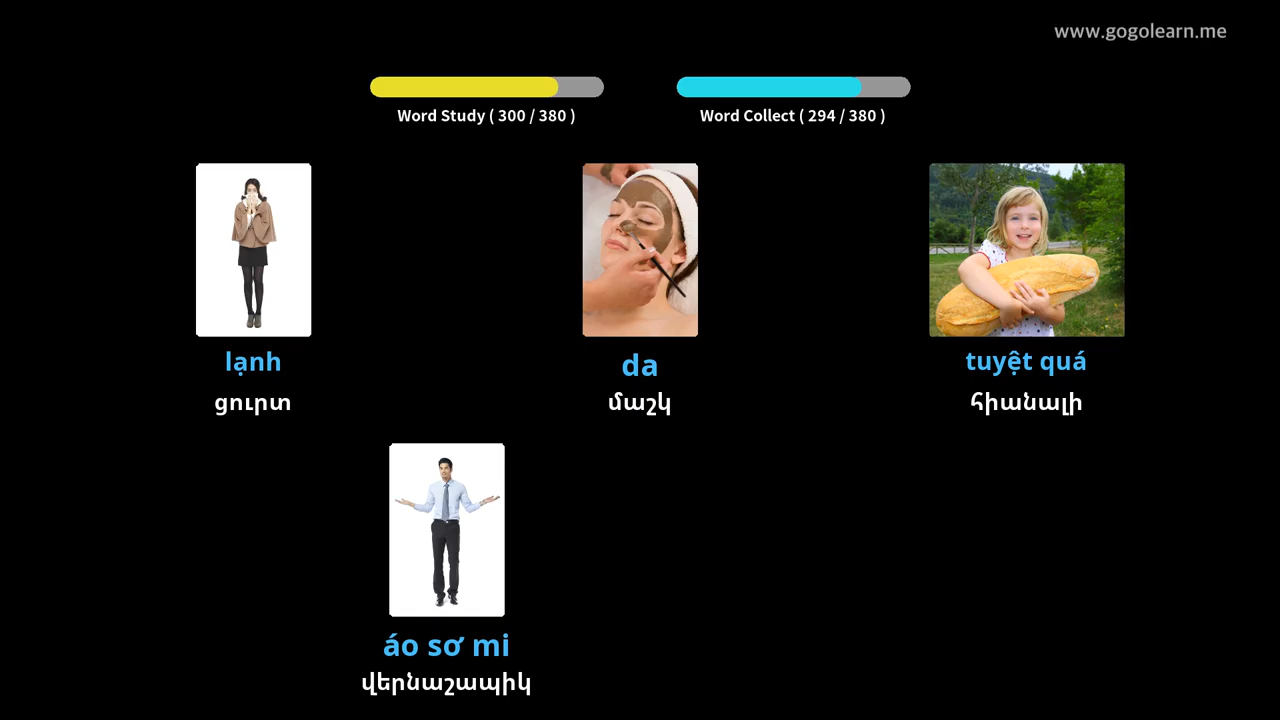 www.gogolearn.me
Word Study ( 300 / 380 )
Word Collect ( 294 / 380 )
lạnh
ցուրտ
da
մաշկ
tuyệt quá
հիանալի
áo sơ mi
վերնաշապիկ